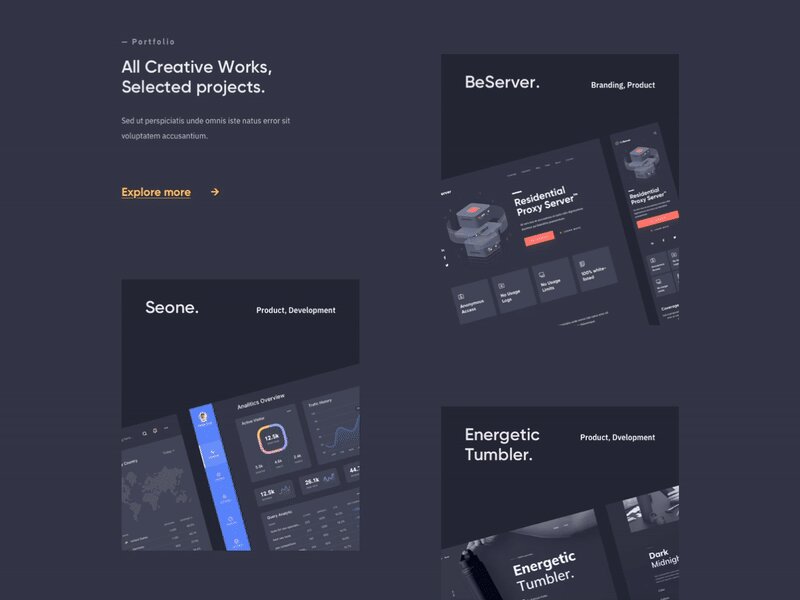 — Portfolio
All Creative Works,
Selected projects.
Sed ut perspiciatis unde omnis iste natus error sit
voluptatem accusantium.
Explore more →
BeServer.
Branding, Product
Residential
Proxy Server™
Anonymous
Access
No Usage
Logs
No Usage
Limits
100% white-
listed
Residential
Proxy Server™
Coverage
Seone.
Product, Development
Country
Analitics Overview
Active Visitor
12.5k
Traffic History
12.5k
26.1k
44.
Query Analytic
Energetic
Tumbler.
Product, Dvelopment
Energetic
Tumbler.
Dark
Midnigh